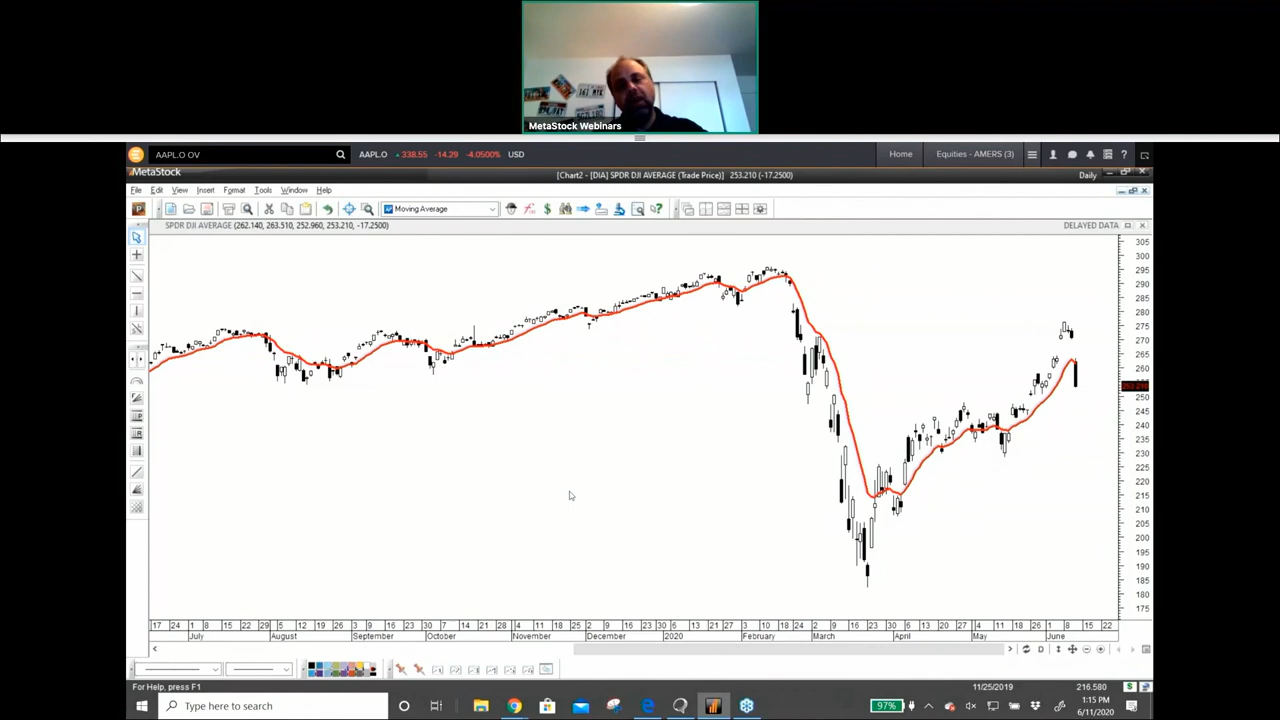 MetaStock Webinars
AAPL.O OV
AAPL.O 338.55 -14.29 -4.0500% USD
Home
Equities - AMERS (3)
MetaStock
[Chart2 - [DIA] SPDR DJI AVERAGE (Trade Price)] 253.210 (-17.2500)
Daily
File Edit View Insert Format Tools Window Help
Moving Average
SPDR DJI AVERAGE (262.140, 263.510, 252.960, 253.210, -17.2500)
DELAYED DATA
305
300
295
290
285
280
275
270
265
260
253.210
250
245
240
235
230
225
220
215
210
205
200
195
190
185
180
175
17 24 1 8 15 22 29 5 12 19 26 3 9 16 23 30 7 14 21 28 4 11 18 25 2 9 16 23 30 6 13 21 27 3 10 18 24 2 9 16 23 30 6 13 20 27 4 11 18 26 1 8 15 22
July August September October November December 2020 February March April May June
For Help, press F1
11/25/2019
216.580
Type here to search
97%
1:15 PM
6/11/2020